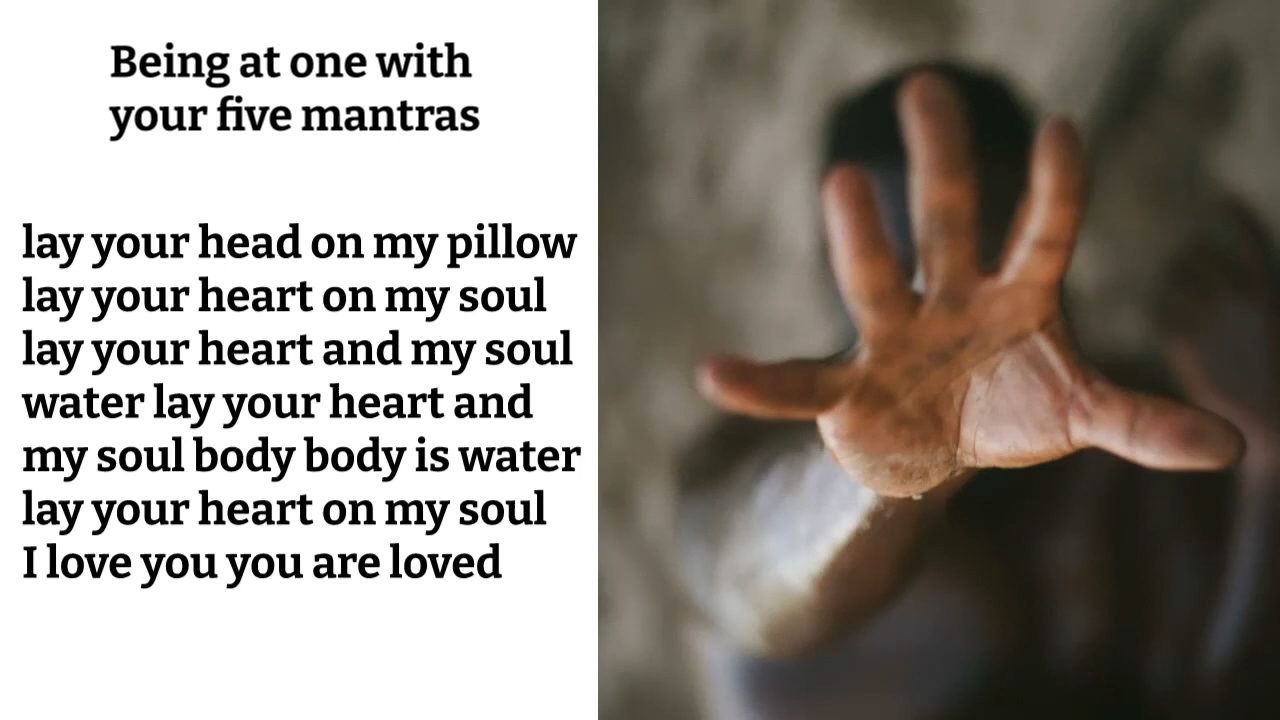 Being at one with
your five mantras
lay your head on my pillow
lay your heart on my soul
lay your heart and my soul
water lay your heart and
my soul body body is water
lay your heart on my soul
I love you you are loved